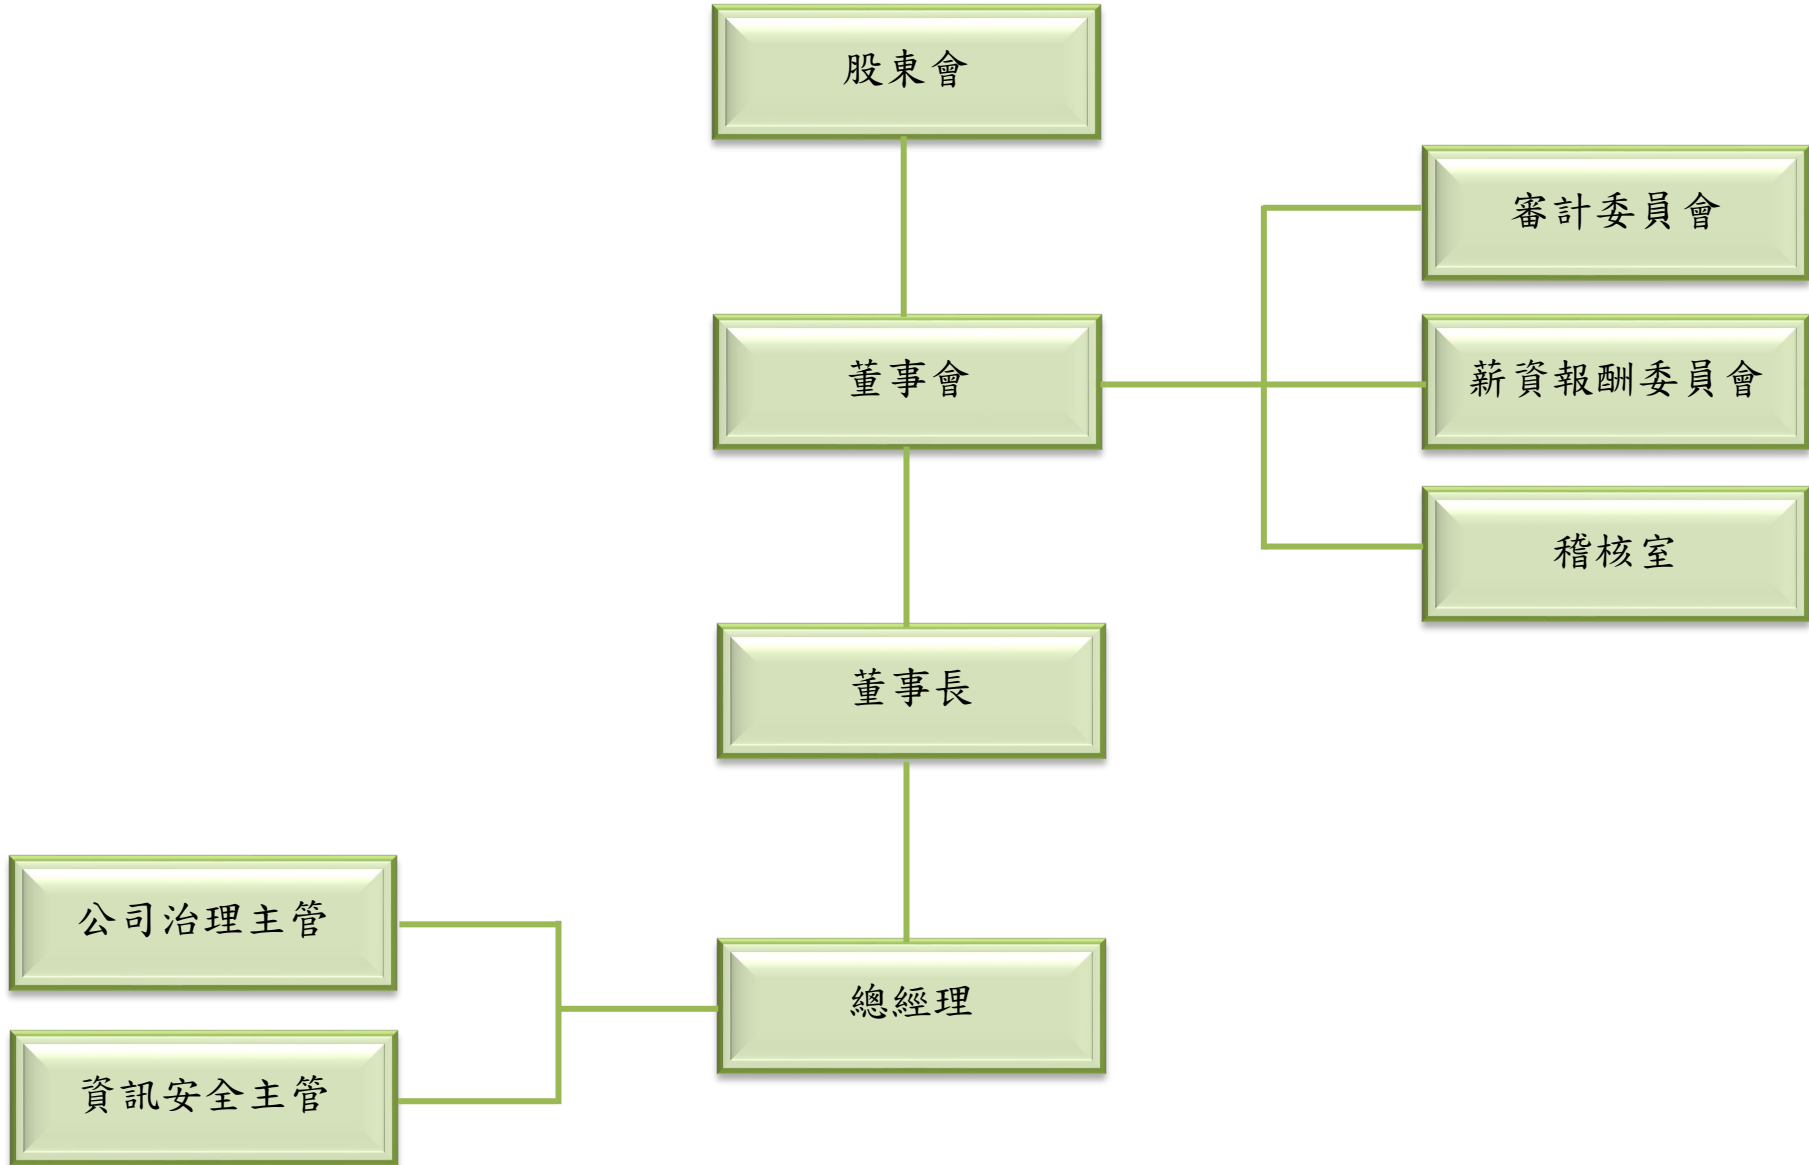 股東會
審計委員會
董事會
薪資報酬委員會
稽核室
董事長
公司治理主管
總經理
資訊安全主管